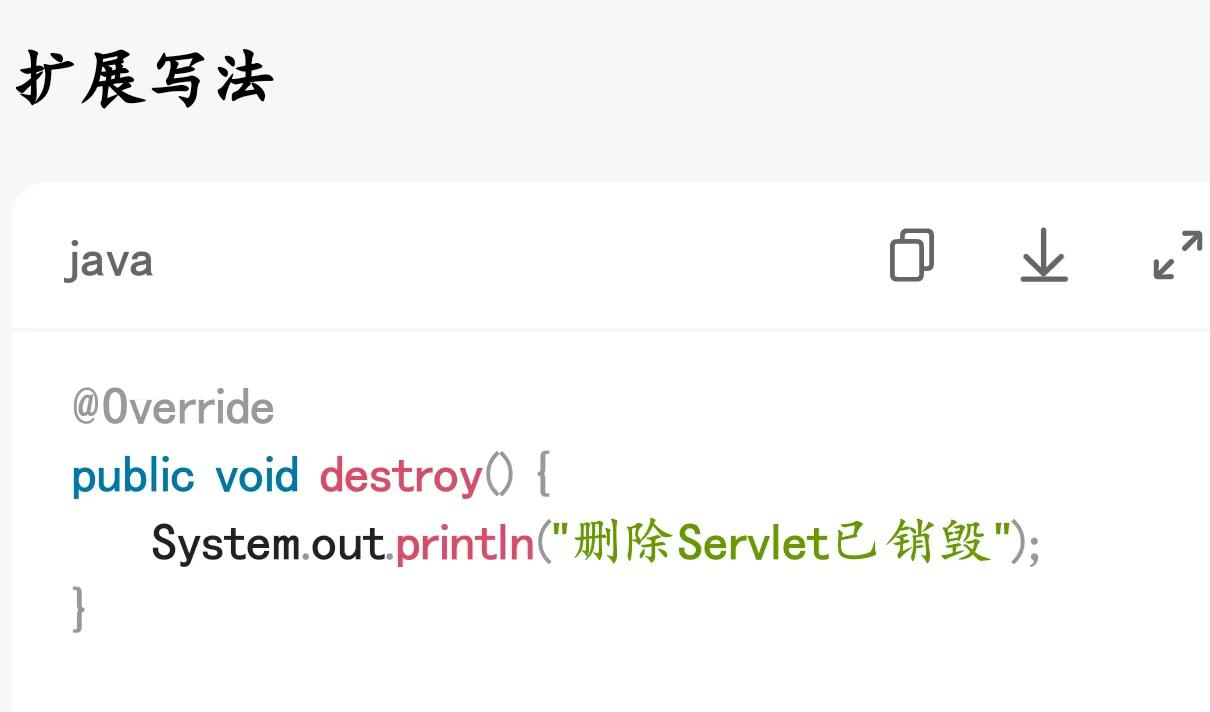 扩展写法
java
@Override
public void destroy() {
    System.out.println("删除Servlet已销毁");
}